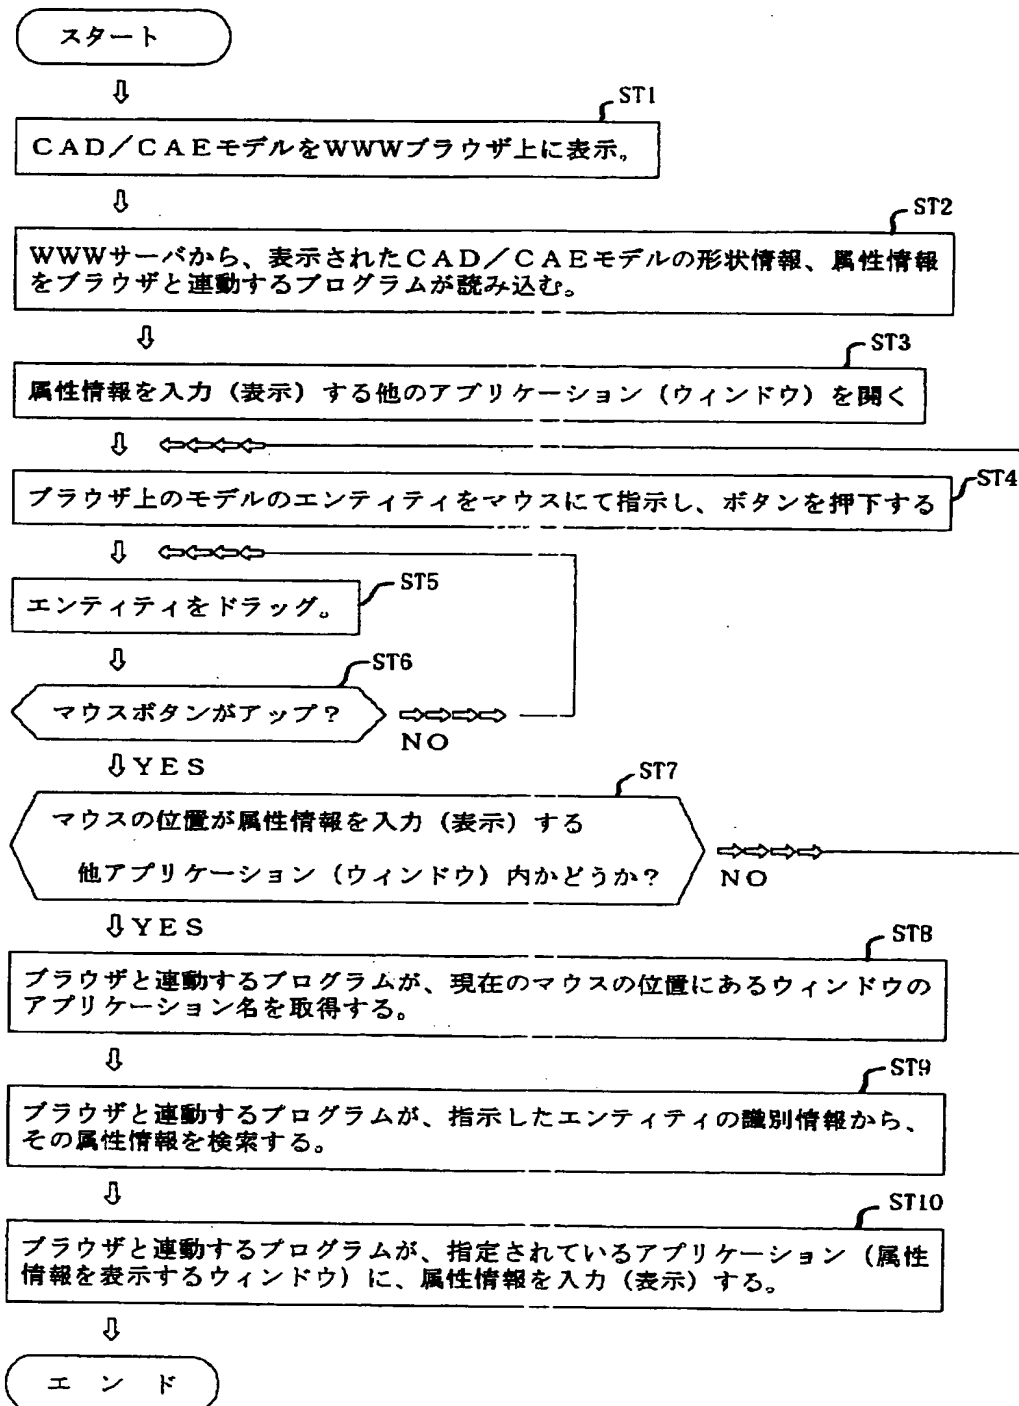 スタート
ST1
CAD/CAEモデルをWWWブラウザ上に表示。
ST2
WWWサーバから、表示されたCAD/CAEモデルの形状情報、属性情報
をブラウザと連動するプログラムが読み込む。
ST3
属性情報を入力(表示)する他のアプリケーション(ウィンドウ)を開く
ST4
ブラウザ上のモデルのエンティティをマウスにて指示し、ボタンを押下する
ST5
エンティティをドラッグ。
ST6
マウスボタンがアップ?
NO
YES
ST7
マウスの位置が属性情報を入力(表示)する
他アプリケーション(ウィンドウ)内かどうか?
NO
YES
ST8
ブラウザと連動するプログラムが、現在のマウスの位置にあるウィンドウの
アプリケーション名を取得する。
ST9
ブラウザと連動するプログラムが、指示したエンティティの識別情報から、
その属性情報を検索する。
ST10
ブラウザと連動するプログラムが、指定されているアプリケーション(属性
情報を表示するウィンドウ)に、属性情報を入力(表示)する。
エンド